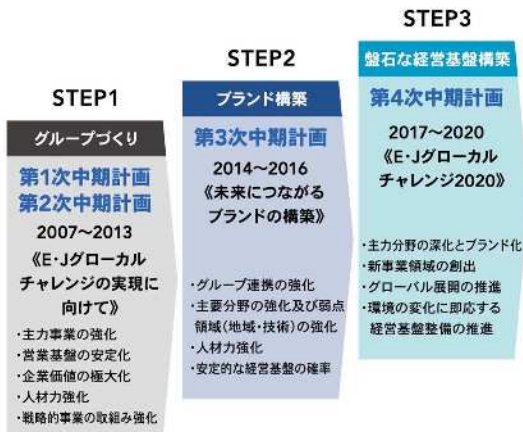 STEP1
グループづくり
第1次中期計画
第2次中期計画
2007〜2013
《E・Jグローカル
チャレンジの実現に
向けて》
・主力事業の強化
・営業基盤の安定化
・企業価値の極大化
・人材力強化
・戦略的事業の取組み強化
STEP2
ブランド構築
第3次中期計画
2014〜2016
《未来につながる
ブランドの構築》
・グループ連携の強化
・主要分野の強化及び弱点
領域(地域・技術)の強化
・人材力強化
・安定的な経営基盤の確率
STEP3
盤石な経営基盤構築
第4次中期計画
2017〜2020
《E・Jグローカル
チャレンジ2020》
・主力分野の深化とブランド化
・新事業領域の創出
・グローバル展開の推進
・環境の変化に即応する
経営基盤整備の推進